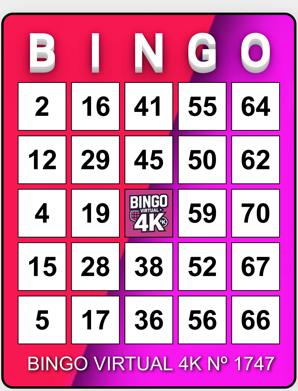 B I N G O
2 16 41 55 64
12 29 45 50 62
4 19 BINGO VIRTUAL 4K 59 70
15 28 38 52 67
5 17 36 56 66
BINGO VIRTUAL 4K Nº 1747